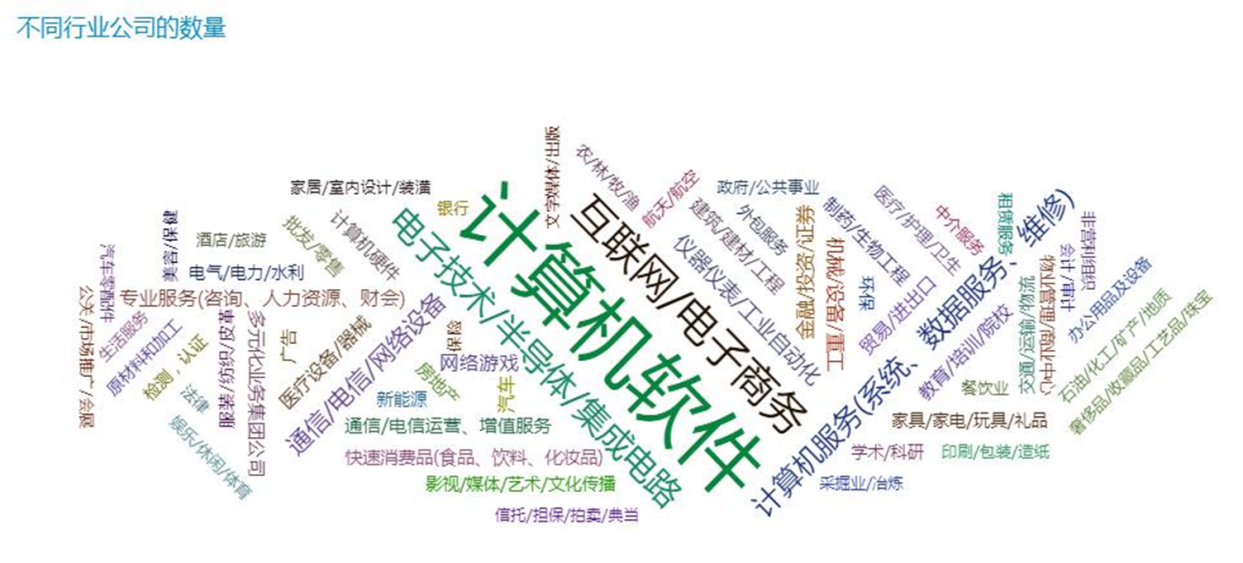 不同行业公司的数量
文字媒体/出版
农/林/牧/渔
航天/航空
家居/室内设计/装潢
政府/公共事业
银行
计算机软件
互联网/电子商务
电子技术/半导体/集成电路
建筑/建材/工程
外包服务
制药/生物工程
医疗/护理/卫生
中介服务
租赁服务
计算机服务(系统、数据服务、维修)
非营利组织
美容/保健
酒店/旅游
批发/零售
计算机硬件
仪器仪表/工业自动化
金融/投资/证券
机械/设备/重工
环保
贸易/进出口
会计/审计
电气/电力/水利
办公用品及设备
专业服务(咨询、人力资源、财会)
公关/市场推广/会展
生活服务
原材料和加工
服装/纺织/皮革
多元化业务集团公司
广告
医疗设备/器械
通信/电信/网络设备
保险
网络游戏
教育/培训/院校
交通/运输/物流
石油/化工/矿产/地质
奢侈品/收藏品/工艺品/珠宝
检测，认证
法律
房地产
汽车
新能源
餐饮业
娱乐/休闲/体育
通信/电信运营、增值服务
家具/家电/玩具/礼品
快速消费品(食品、饮料、化妆品)
学术/科研
印刷/包装/造纸
影视/媒体/艺术/文化传播
采掘业/冶炼
信托/担保/拍卖/典当